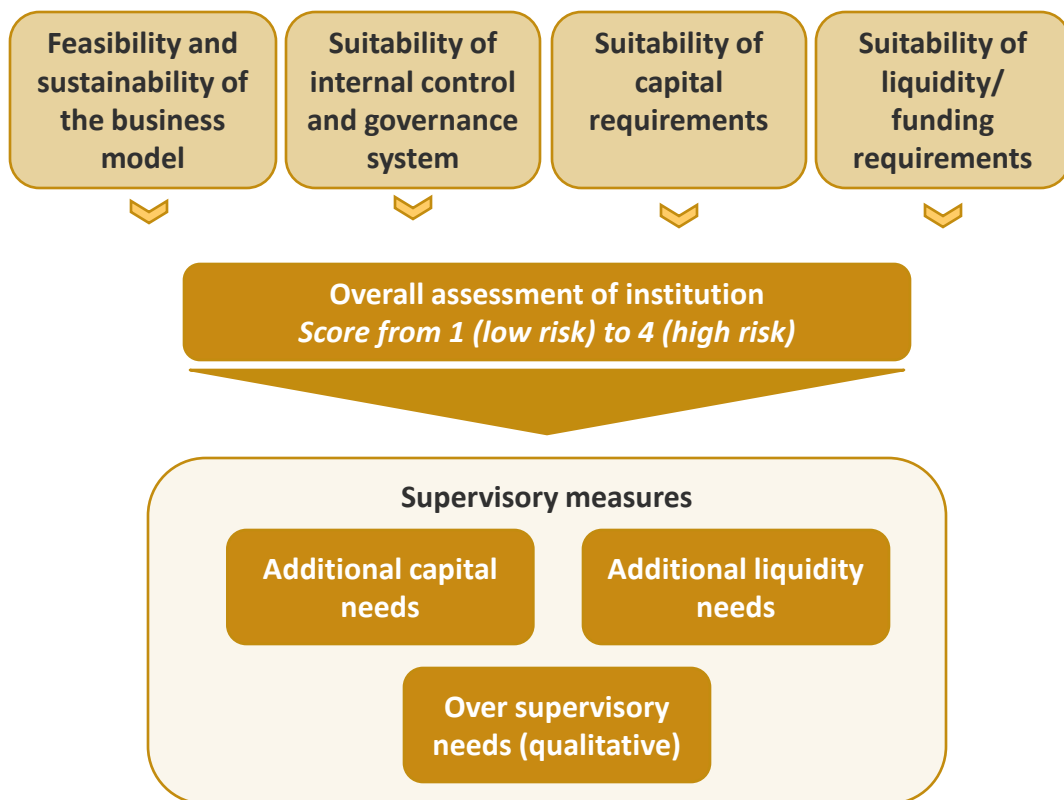 Feasibility and
sustainability of
the business
model
Suitability of
internal control
and governance
system
Suitability of
capital
requirements
Suitability of
liquidity/
funding
requirements
Overall assessment of institution
Score from 1 (low risk) to 4 (high risk)
Supervisory measures
Additional capital
needs
Additional liquidity
needs
Over supervisory
needs (qualitative)